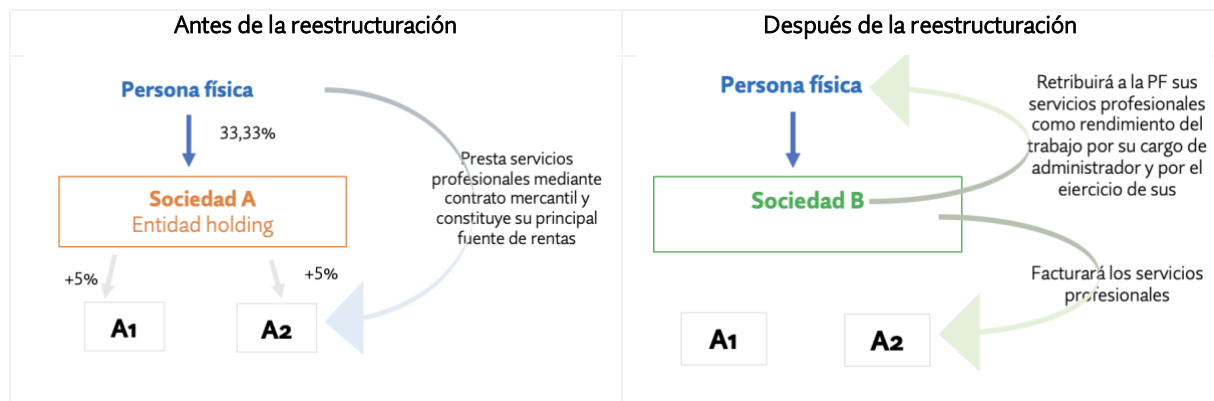 Antes de la reestructuración
Persona física
33,33%
Presta servicios
profesionales mediante
contrato mercantil y
constituye su principal
fuente de rentas
Sociedad A
Entidad holding
+5%
+5%
A1
A2
Después de la reestructuración
Persona física
Retribuirá a la PF sus
servicios profesionales
como rendimiento del
trabajo por su cargo de
administrador y por el
ejercicio de sus
Sociedad B
Facturará los servicios
profesionales
A1
A2